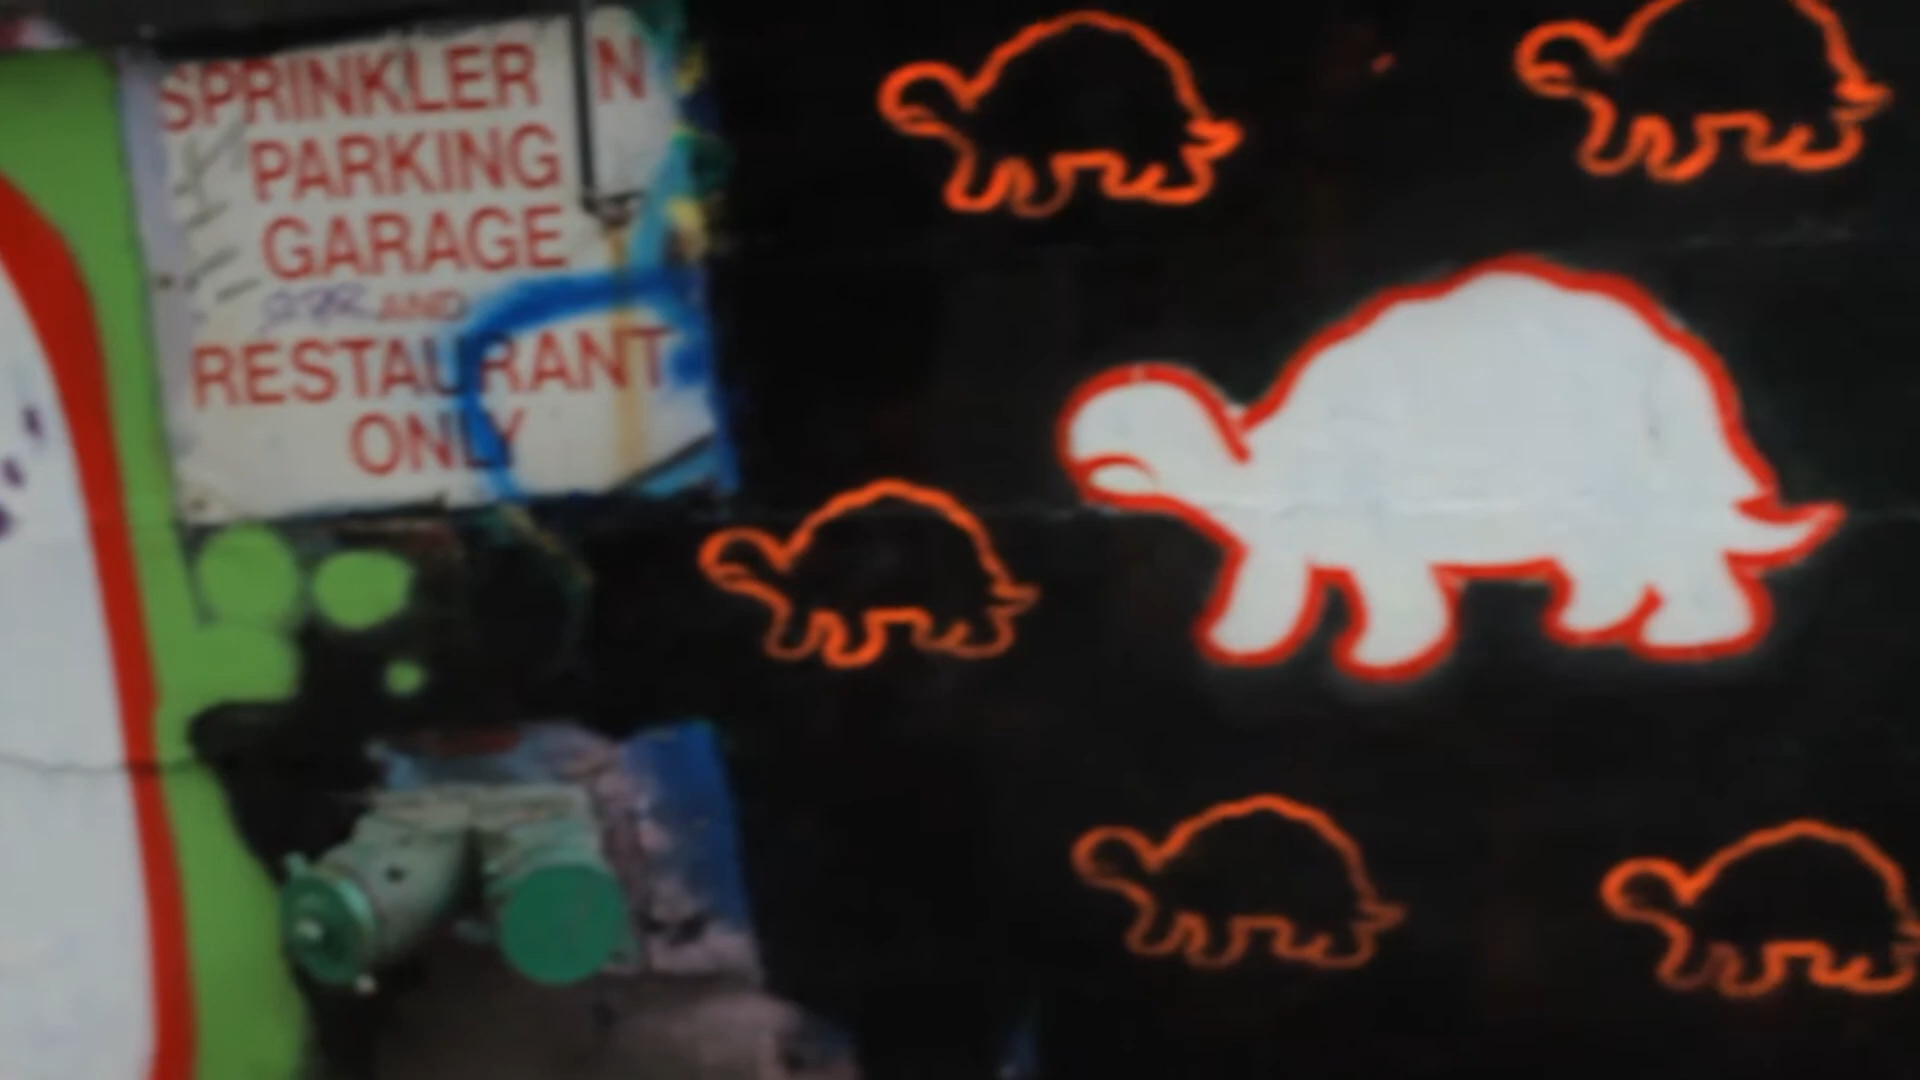 SPRINKLER N
PARKING
GARAGE
AND
RESTAURANT
ONLY